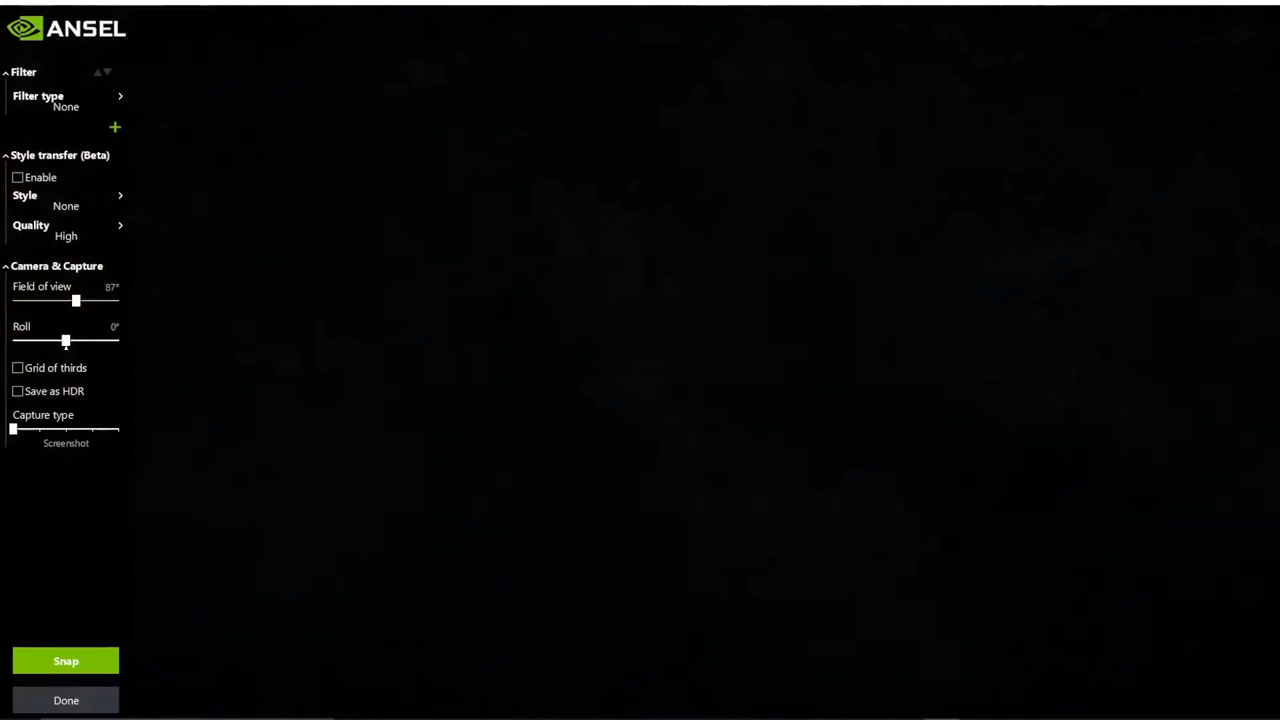 ANSEL
Filter
Filter type
None
Style transfer (Beta)
Enable
Style
None
Quality
High
Camera & Capture
Field of view 87°
Roll 0°
Grid of thirds
Save as HDR
Capture type
Screenshot
Snap
Done